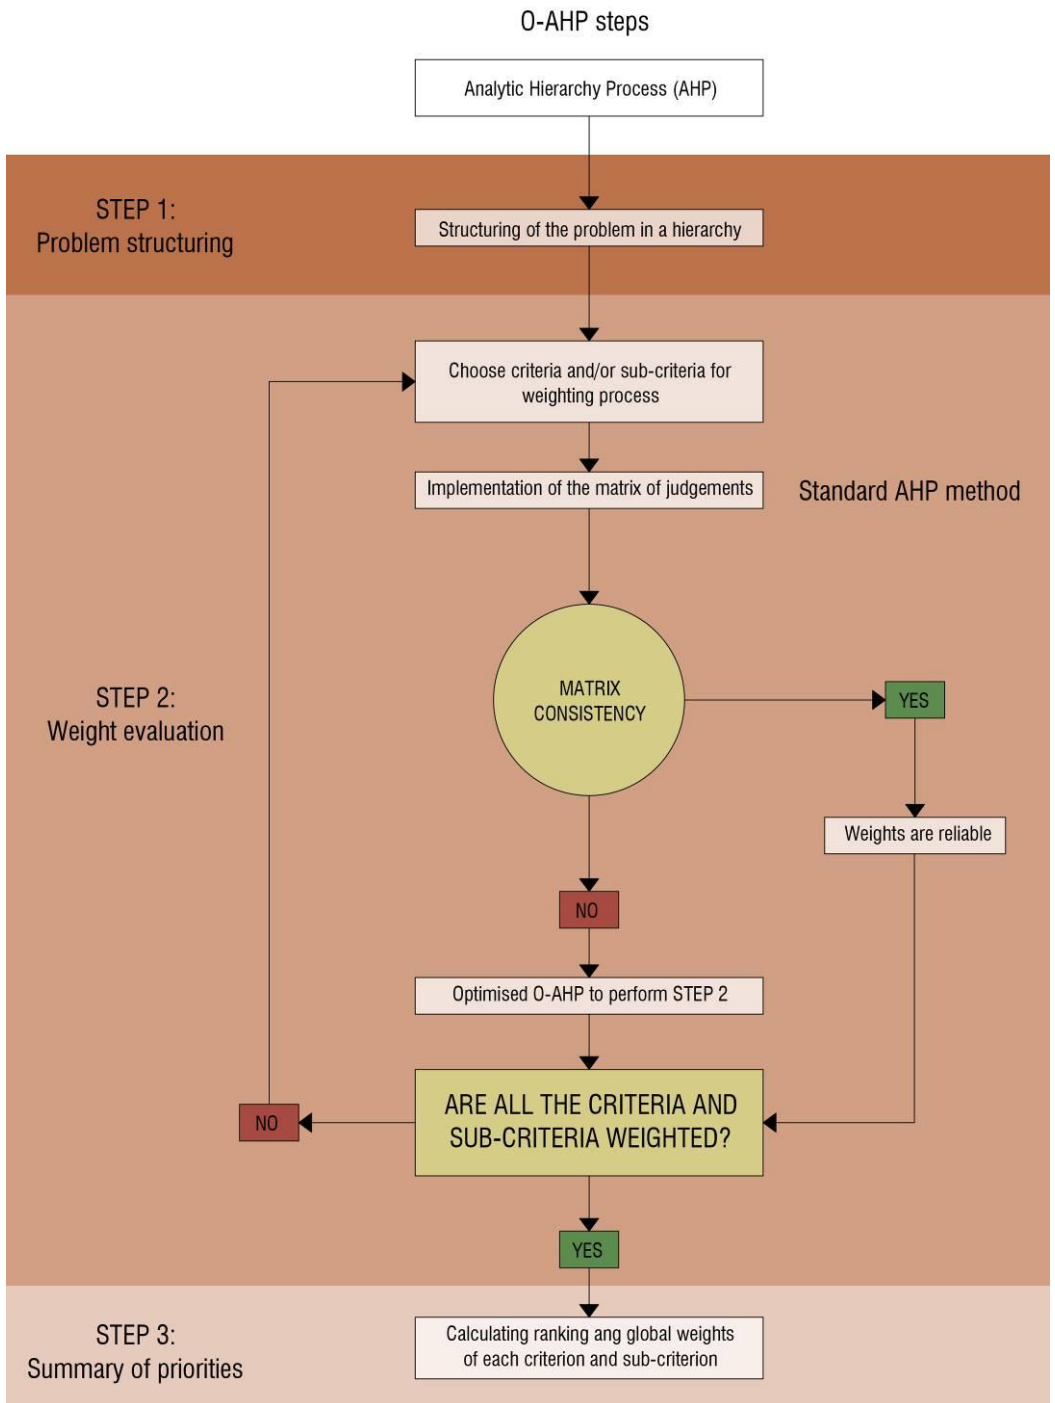 O-AHP steps
Analytic Hierarchy Process (AHP)
STEP 1:
Problem structuring
Structuring of the problem in a hierarchy
Choose criteria and/or sub-criteria for
weighting process
Implementation of the matrix of judgements
Standard AHP method
STEP 2:
Weight evaluation
MATRIX
CONSISTENCY
YES
Weights are reliable
NO
Optimised O-AHP to perform STEP 2
ARE ALL THE CRITERIA AND
SUB-CRITERIA WEIGHTED?
NO
YES
STEP 3:
Summary of priorities
Calculating ranking ang global weights
of each criterion and sub-criterion